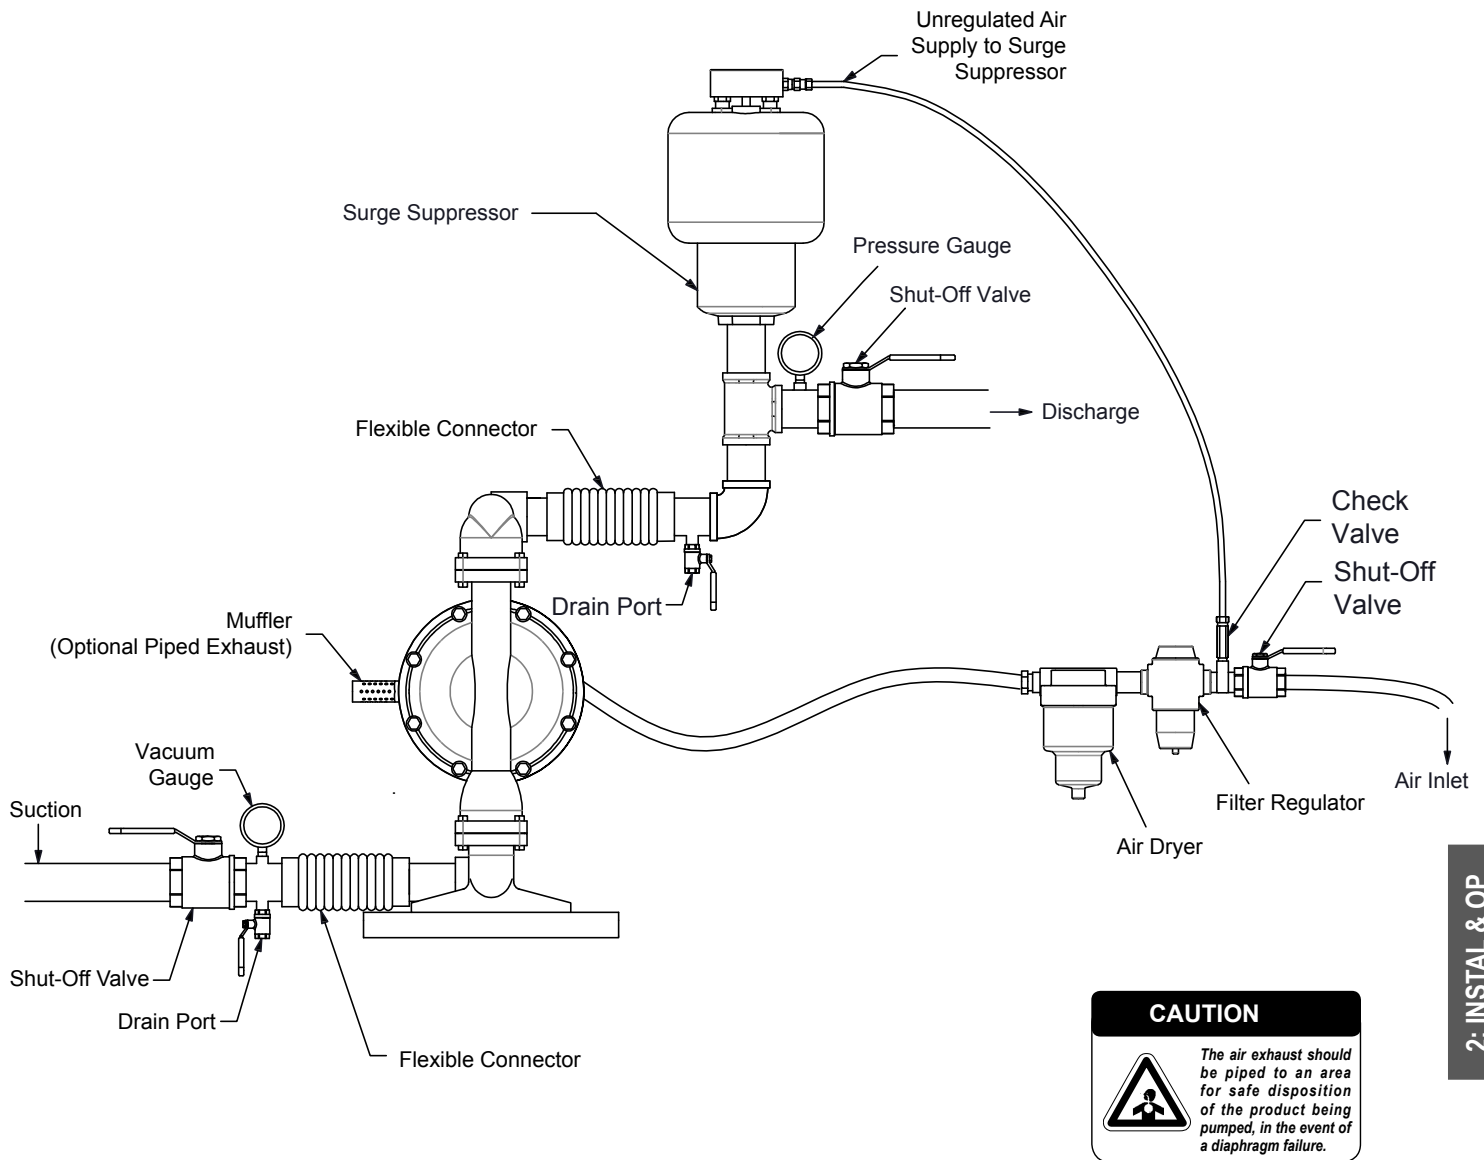 Unregulated Air
Supply to Surge
Suppressor
Surge Suppressor
Pressure Gauge
Shut-Off Valve
Discharge
Flexible Connector
Check
Valve
Shut-Off
Valve
Drain Port
Muffler
(Optional Piped Exhaust)
Vacuum
Gauge
Suction
Air Inlet
Filter Regulator
Air Dryer
Shut-Off Valve
Drain Port
Flexible Connector
2: INSTAL & OP
CAUTION
The air exhaust should
be piped to an area
for safe disposition
of the product being
pumped, in the event of
a diaphragm failure.